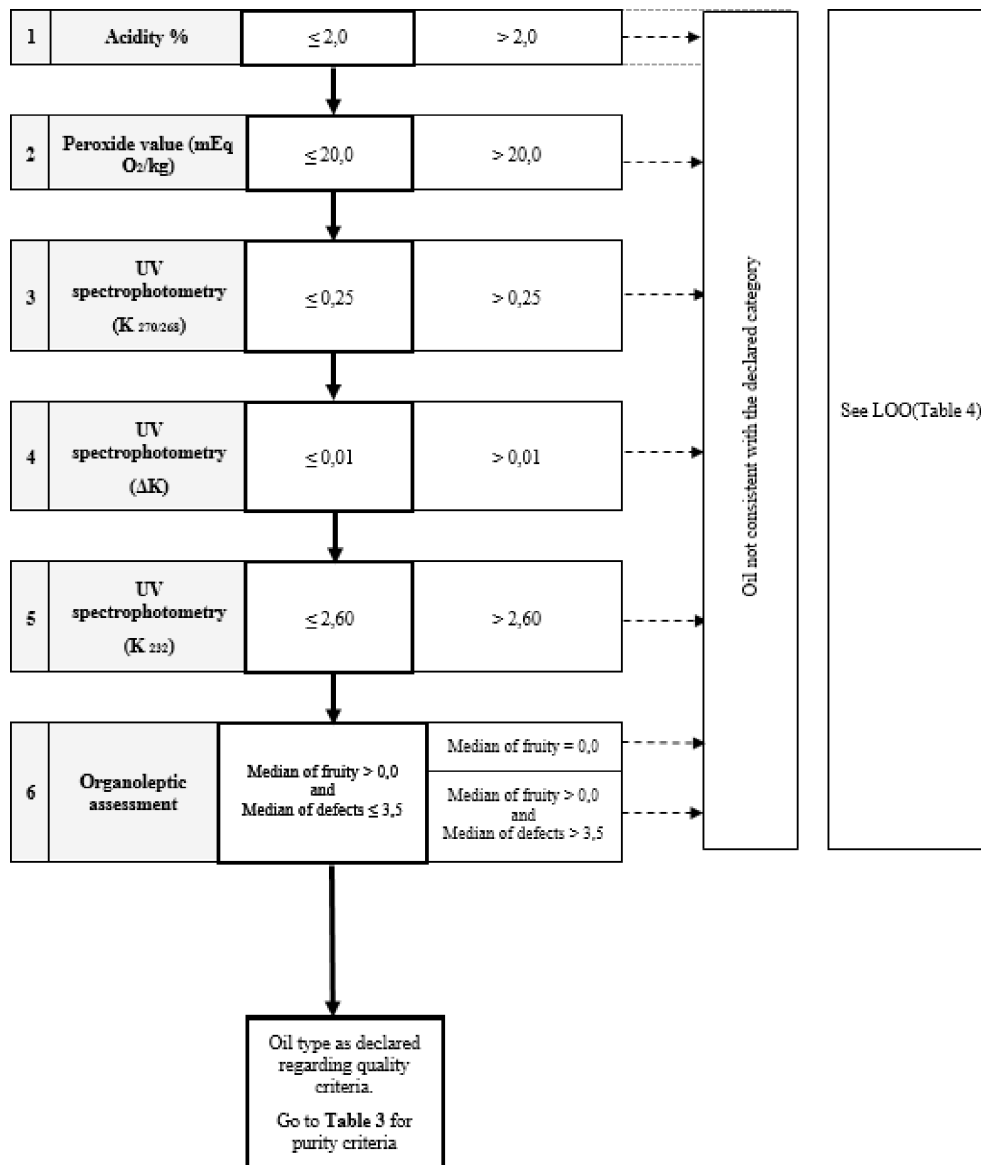 1 Acidity % ≤ 2,0 > 2,0
2 Peroxide value (mEq
O2/kg) ≤ 20,0 > 20,0
3 UV
spectrophotometry
(K 270/268) ≤ 0,25 > 0,25
4 UV
spectrophotometry
(ΔK) ≤ 0,01 > 0,01
5 UV
spectrophotometry
(K 232) ≤ 2,60 > 2,60
6 Organoleptic
assessment
Median of fruity > 0,0
and
Median of defects ≤ 3,5
Median of fruity = 0,0
Median of fruity > 0,0
and
Median of defects > 3,5
Oil not consistent with the declared category
See LOO(Table 4)
Oil type as declared
regarding quality
criteria.
Go to Table 3 for
purity criteria